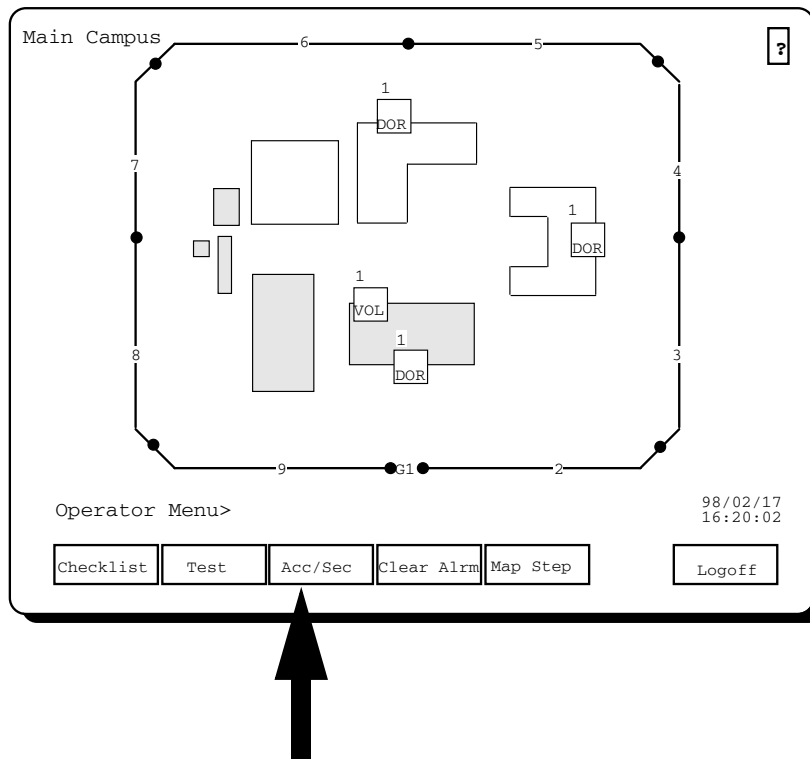 Main Campus
?
6
5
1
DOR
7
4
1
DOR
1
VOL
1
DOR
8
3
9
G1
2
Operator Menu>
98/02/17
16:20:02
Checklist
Test
Acc/Sec
Clear Alrm
Map Step
Logoff